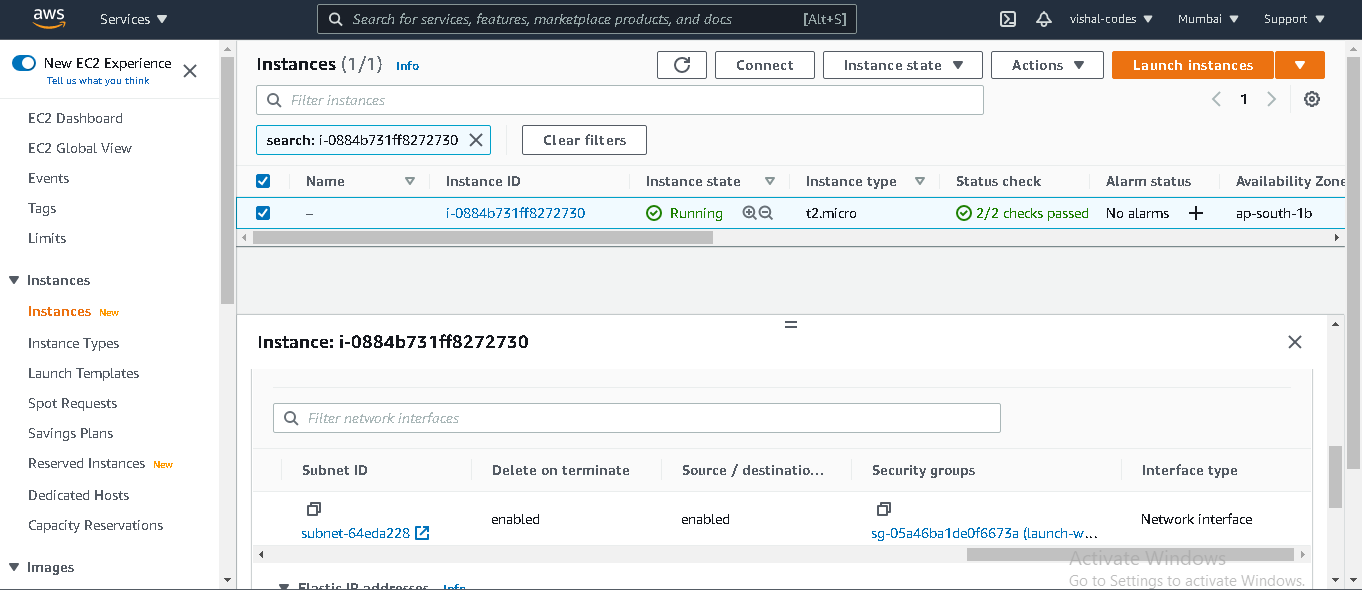 aws Services Search for services, features, marketplace products, and docs [Alt+S] vishal-codes Mumbai Support
New EC2 Experience
Tell us what you think
EC2 Dashboard
EC2 Global View
Events
Tags
Limits
Instances
Instances New
Instance Types
Launch Templates
Spot Requests
Savings Plans
Reserved Instances New
Dedicated Hosts
Capacity Reservations
Images
Instances (1/1) Info Connect Instance state Actions Launch instances
Filter instances 1
search: i-0884b731ff8272730 Clear filters
Name Instance ID Instance state Instance type Status check Alarm status Availability Zone
– i-0884b731ff8272730 Running t2.micro 2/2 checks passed No alarms ap-south-1b
Instance: i-0884b731ff8272730
Filter network interfaces
Subnet ID Delete on terminate Source / destinatio... Security groups Interface type
subnet-64eda228 enabled enabled sg-05a46ba1de0f6673a (launch-w... Network interface
Elastic IP addresses Info
Activate Windows
Go to Settings to activate Windows.